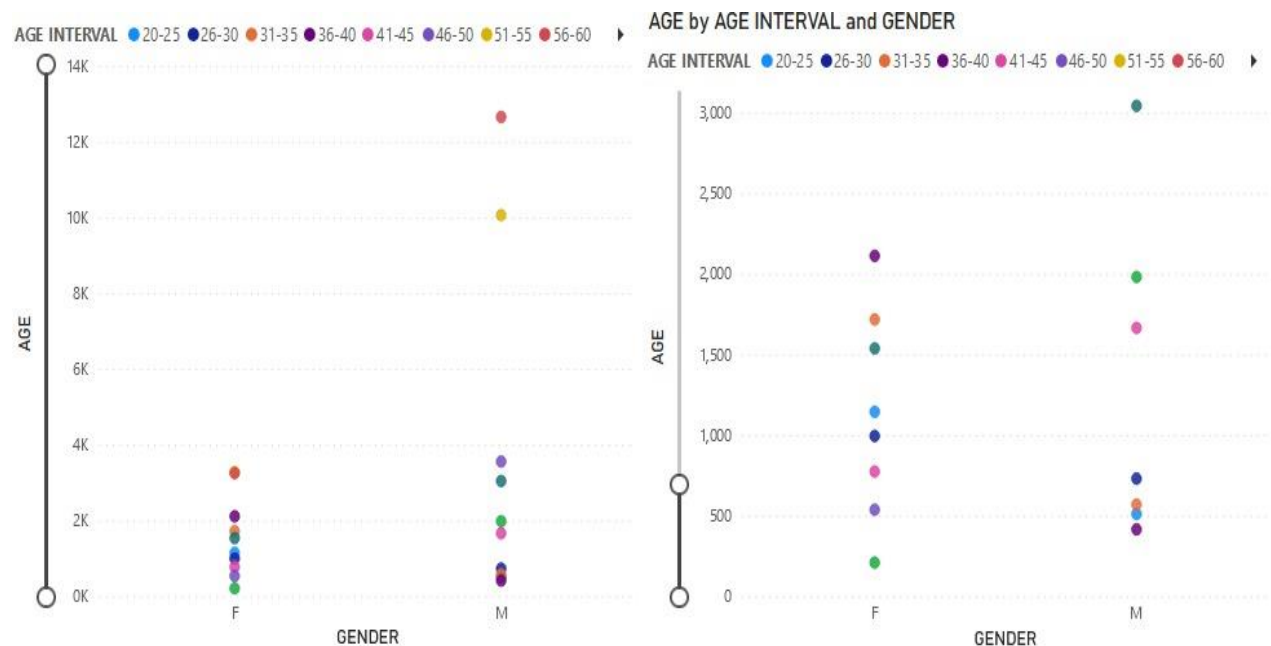 AGE INTERVAL 20-25 26-30 31-35 36-40 41-45 46-50 51-55 56-60
14K
12K
10K
8K
6K
4K
2K
0K
AGE
F M
GENDER
AGE by AGE INTERVAL and GENDER
AGE INTERVAL 20-25 26-30 31-35 36-40 41-45 46-50 51-55 56-60
3,000
2,500
2,000
1,500
1,000
500
0
AGE
F M
GENDER